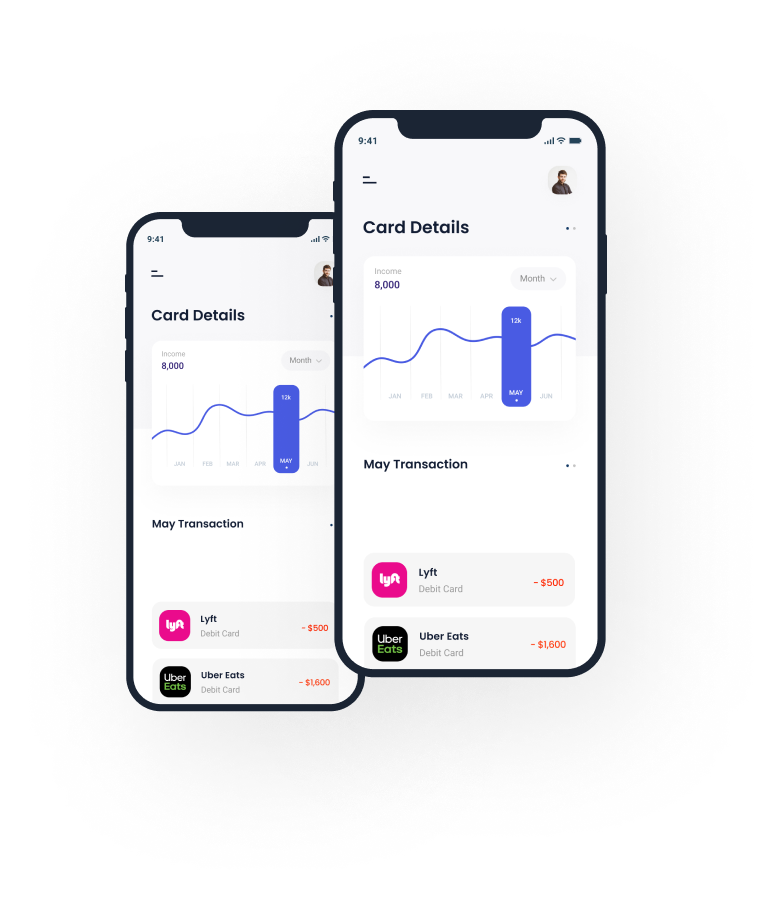 9:41
Card Details
Income
8,000
Month
12k
JAN FEB MAR APR MAY JUN
May Transaction
Lyft
lyft
Debit Card
- $500
Uber Eats
Uber
Eats
Debit Card
- $1,600
9:41
Card Details
Income
8,000
Month
12k
JAN FEB MAR APR MAY JUN
May Transaction
Lyft
lyft
Debit Card
- $500
Uber Eats
Uber
Eats
Debit Card
- $1,600